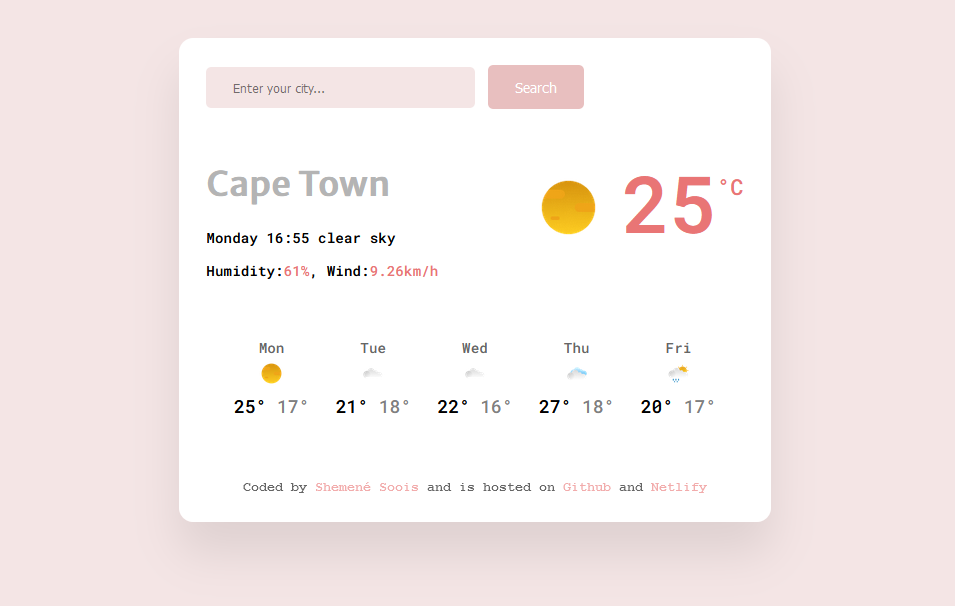 Enter your city...
Search
Cape Town
25 °C
Monday 16:55 clear sky
Humidity:61%, Wind:9.26km/h
Mon Tue Wed Thu Fri
25° 17° 21° 18° 22° 16° 27° 18° 20° 17°
Coded by Shemené Soois and is hosted on Github and Netlify